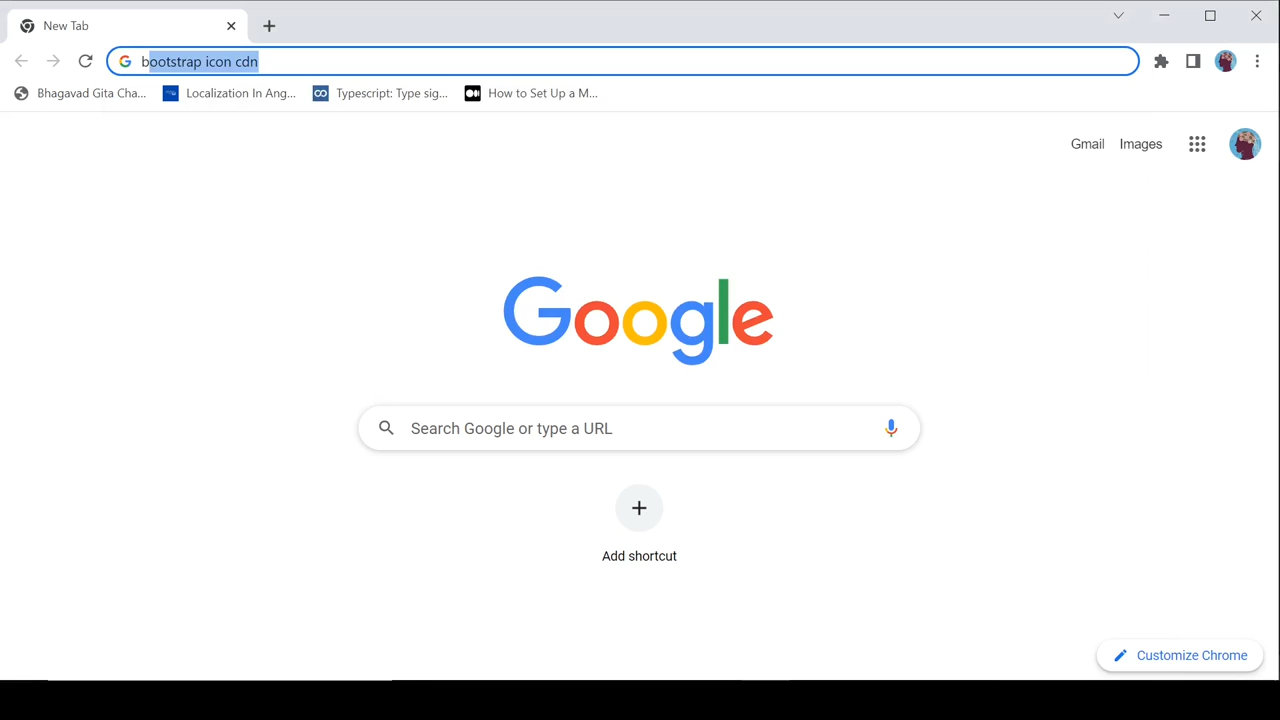 New Tab
bootstrap icon cdn
Bhagavad Gita Cha... Localization In Ang... Typescript: Type sig... How to Set Up a M...
Gmail Images
Google
Search Google or type a URL
Add shortcut
Customize Chrome